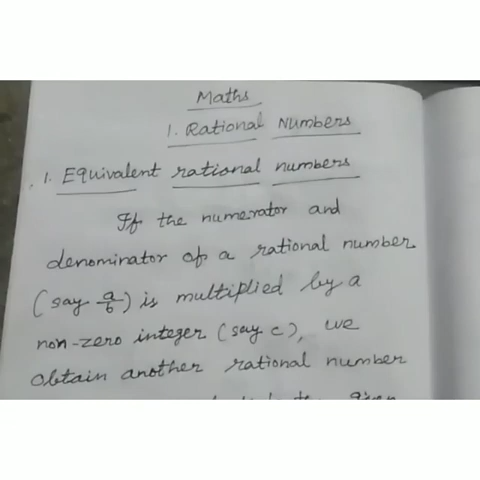 Maths
1. Rational Numbers
1. Equivalent rational numbers
If the numerator and
denominator of a rational number
(say a/b) is multiplied by a
non-zero integer (say c), we
obtain another rational number
given